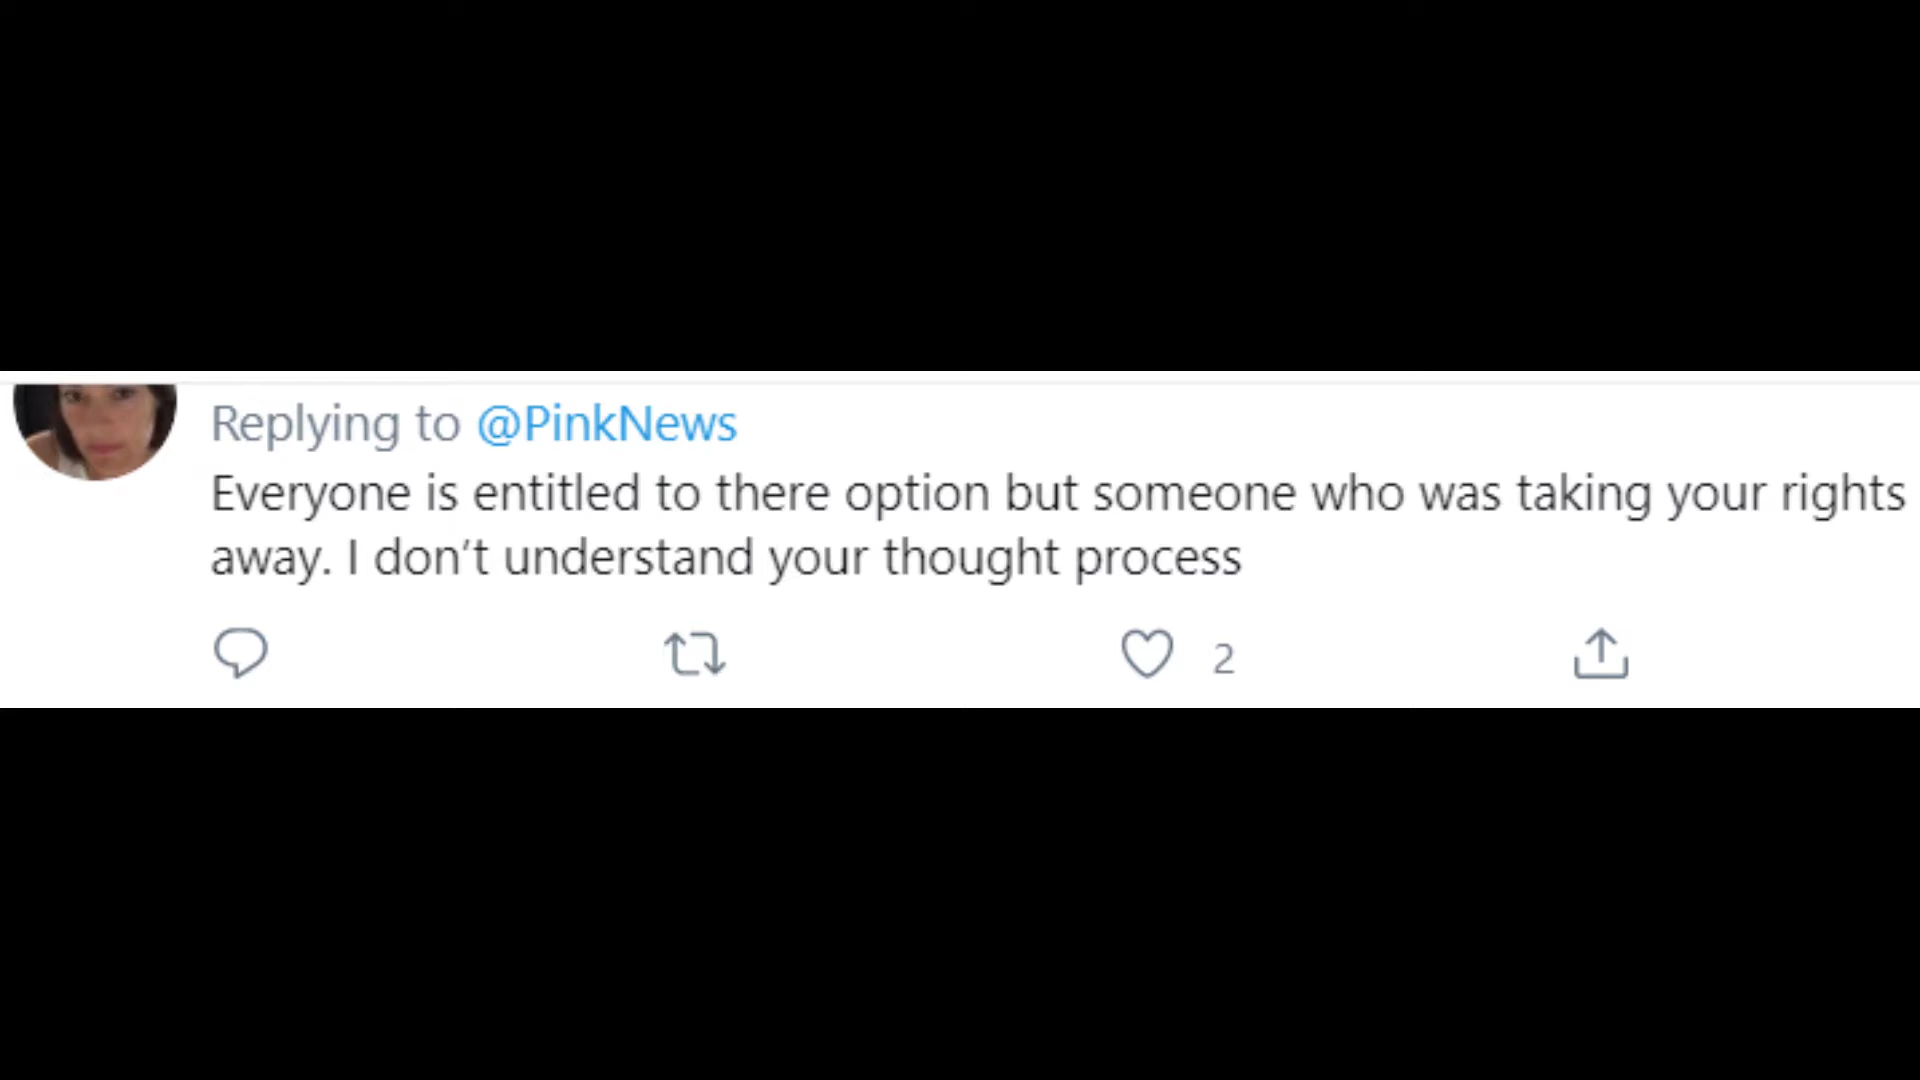 Replying to @PinkNews
Everyone is entitled to there option but someone who was taking your rights
away. I don’t understand your thought process
2